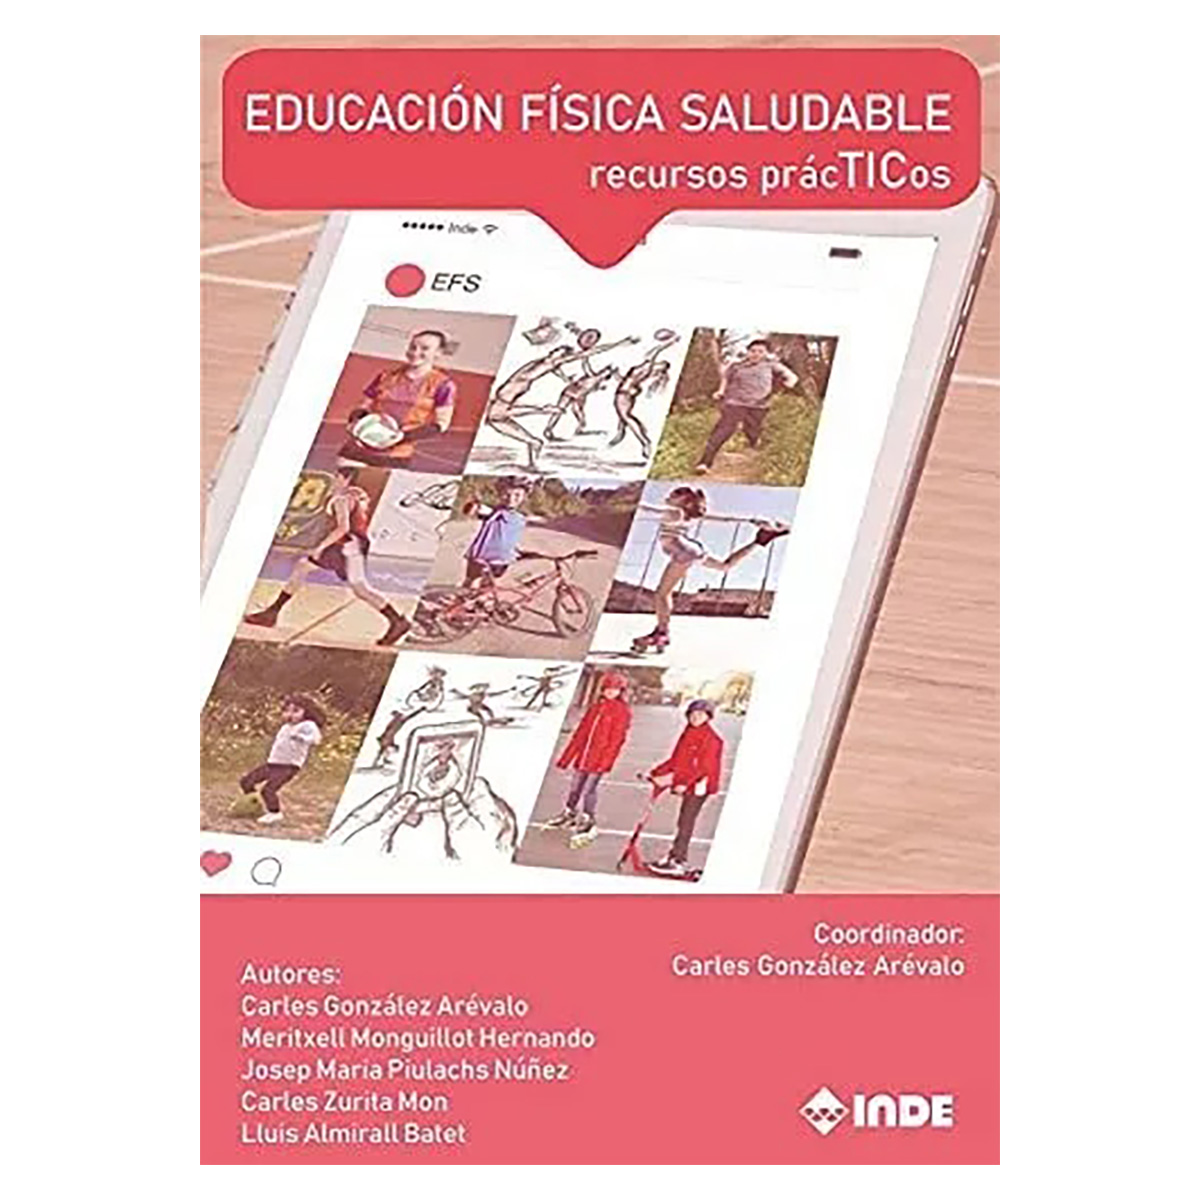 EDUCACIÓN FÍSICA SALUDABLE
recursos prácTICos
Inde
EFS
Coordinador:
Carles González Arévalo
Autores:
Carles González Arévalo
Meritxell Monguillot Hernando
Josep Maria Piulachs Núñez
Carles Zurita Mon
Lluis Almirall Batet
INDE